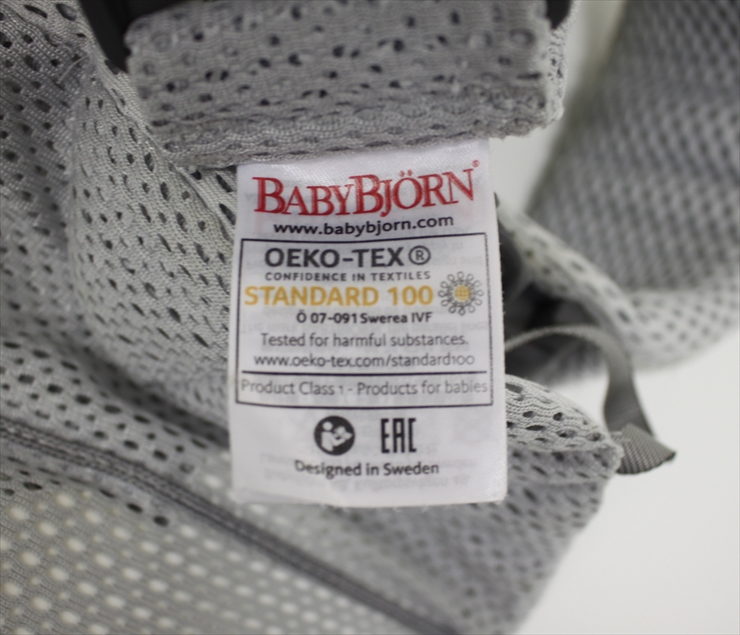 BABYBJÖRN®
www.babybjorn.com
OEKO-TEX®
CONFIDENCE IN TEXTILES
STANDARD 100
Ö 07-091 Swerea IVF
Tested for harmful substances.
www.oeko-tex.com/standard100
Product Class 1 - Products for babies
EAC
Designed in Sweden